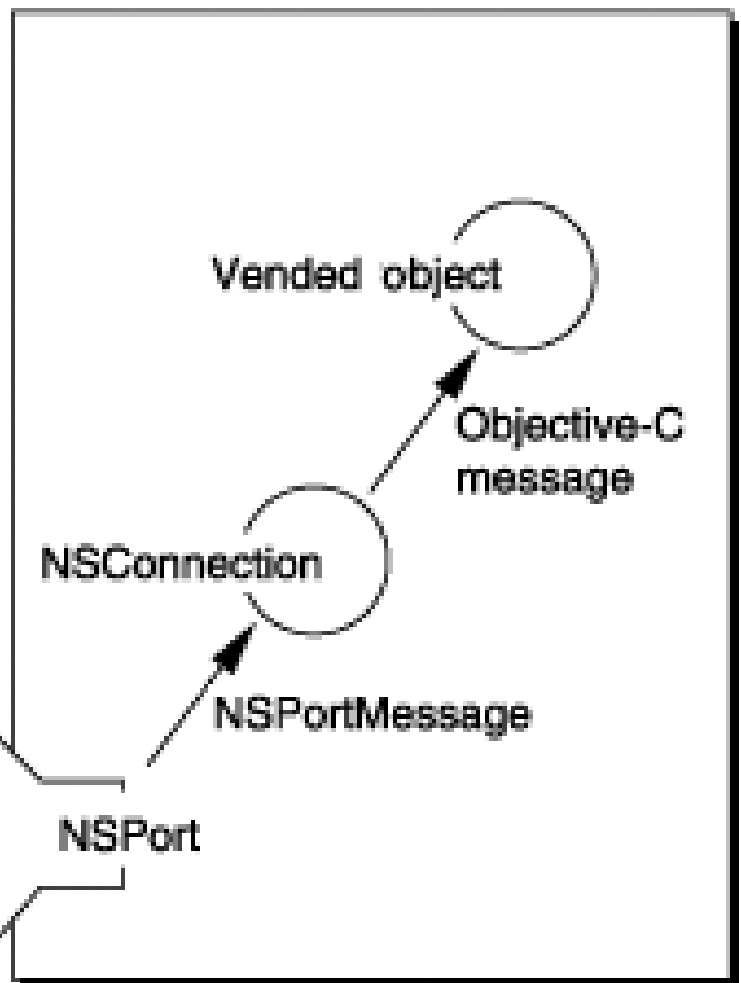 Vended object
Objective-C
message
NSConnection
NSPortMessage
NSPort